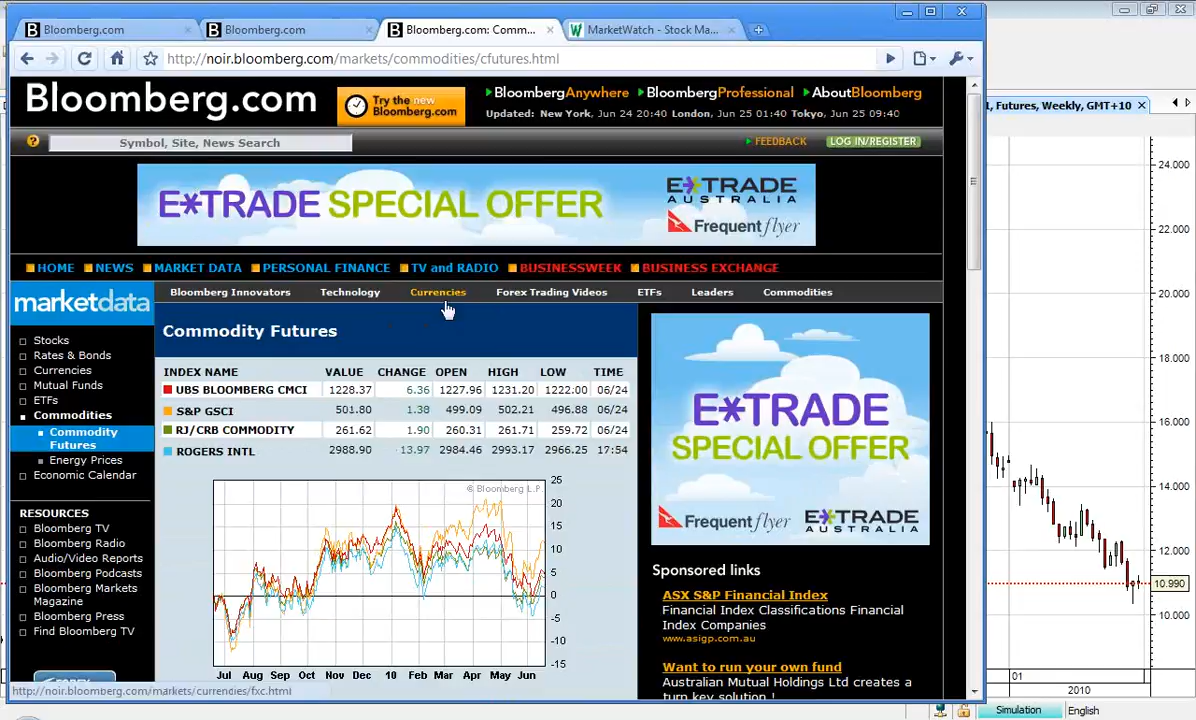 Bloomberg.com
Bloomberg.com
Bloomberg.com: Comm...
MarketWatch - Stock Ma...
noir.bloomberg.com/markets/commodities/cfutures.html
Bloomberg.com
Try the new
Bloomberg.com
BloombergAnywhere BloombergProfessional AboutBloomberg
Updated: New York, Jun 24 20:40 London, Jun 25 01:40 Tokyo, Jun 25 09:40
? Symbol, Site, News Search
FEEDBACK LOG IN/REGISTER
E*TRADE SPECIAL OFFER
E*TRADE
AUSTRALIA
Frequent flyer
HOME NEWS MARKET DATA PERSONAL FINANCE TV and RADIO BUSINESSWEEK BUSINESS EXCHANGE
marketdata
Bloomberg Innovators Technology Currencies Forex Trading Videos ETFs Leaders Commodities
Stocks
Rates & Bonds
Currencies
Mutual Funds
ETFs
Commodities
Commodity
Futures
Energy Prices
Economic Calendar
RESOURCES
Bloomberg TV
Bloomberg Radio
Audio/Video Reports
Bloomberg Podcasts
Bloomberg Markets
Magazine
Bloomberg Press
Find Bloomberg TV
Commodity Futures
INDEX NAME VALUE CHANGE OPEN HIGH LOW TIME
UBS BLOOMBERG CMCI 1228.37 6.36 1227.96 1231.20 1222.00 06/24
S&P GSCI 501.80 1.38 499.09 502.21 496.88 06/24
RJ/CRB COMMODITY 261.62 1.90 260.31 261.71 259.72 06/24
ROGERS INTL 2988.90 13.97 2984.46 2993.17 2966.25 17:54
© Bloomberg L.P.
25
20
15
10
5
0
-5
-10
-15
Jul Aug Sep Oct Nov Dec 10 Feb Mar Apr May Jun
E*TRADE
SPECIAL OFFER
Frequent flyer
E*TRADE
AUSTRALIA
Sponsored links
ASX S&P Financial Index
Financial Index Classifications Financial
Index Companies
www.asigp.com.au
Want to run your own fund
Australian Mutual Holdings Ltd creates a
turn key solution !
noir.bloomberg.com/markets/currencies/fxc.html
I, Futures, Weekly, GMT+10
24.000
22.000
20.000
18.000
16.000
14.000
12.000
10.990
10.000
01
2010
Simulation English